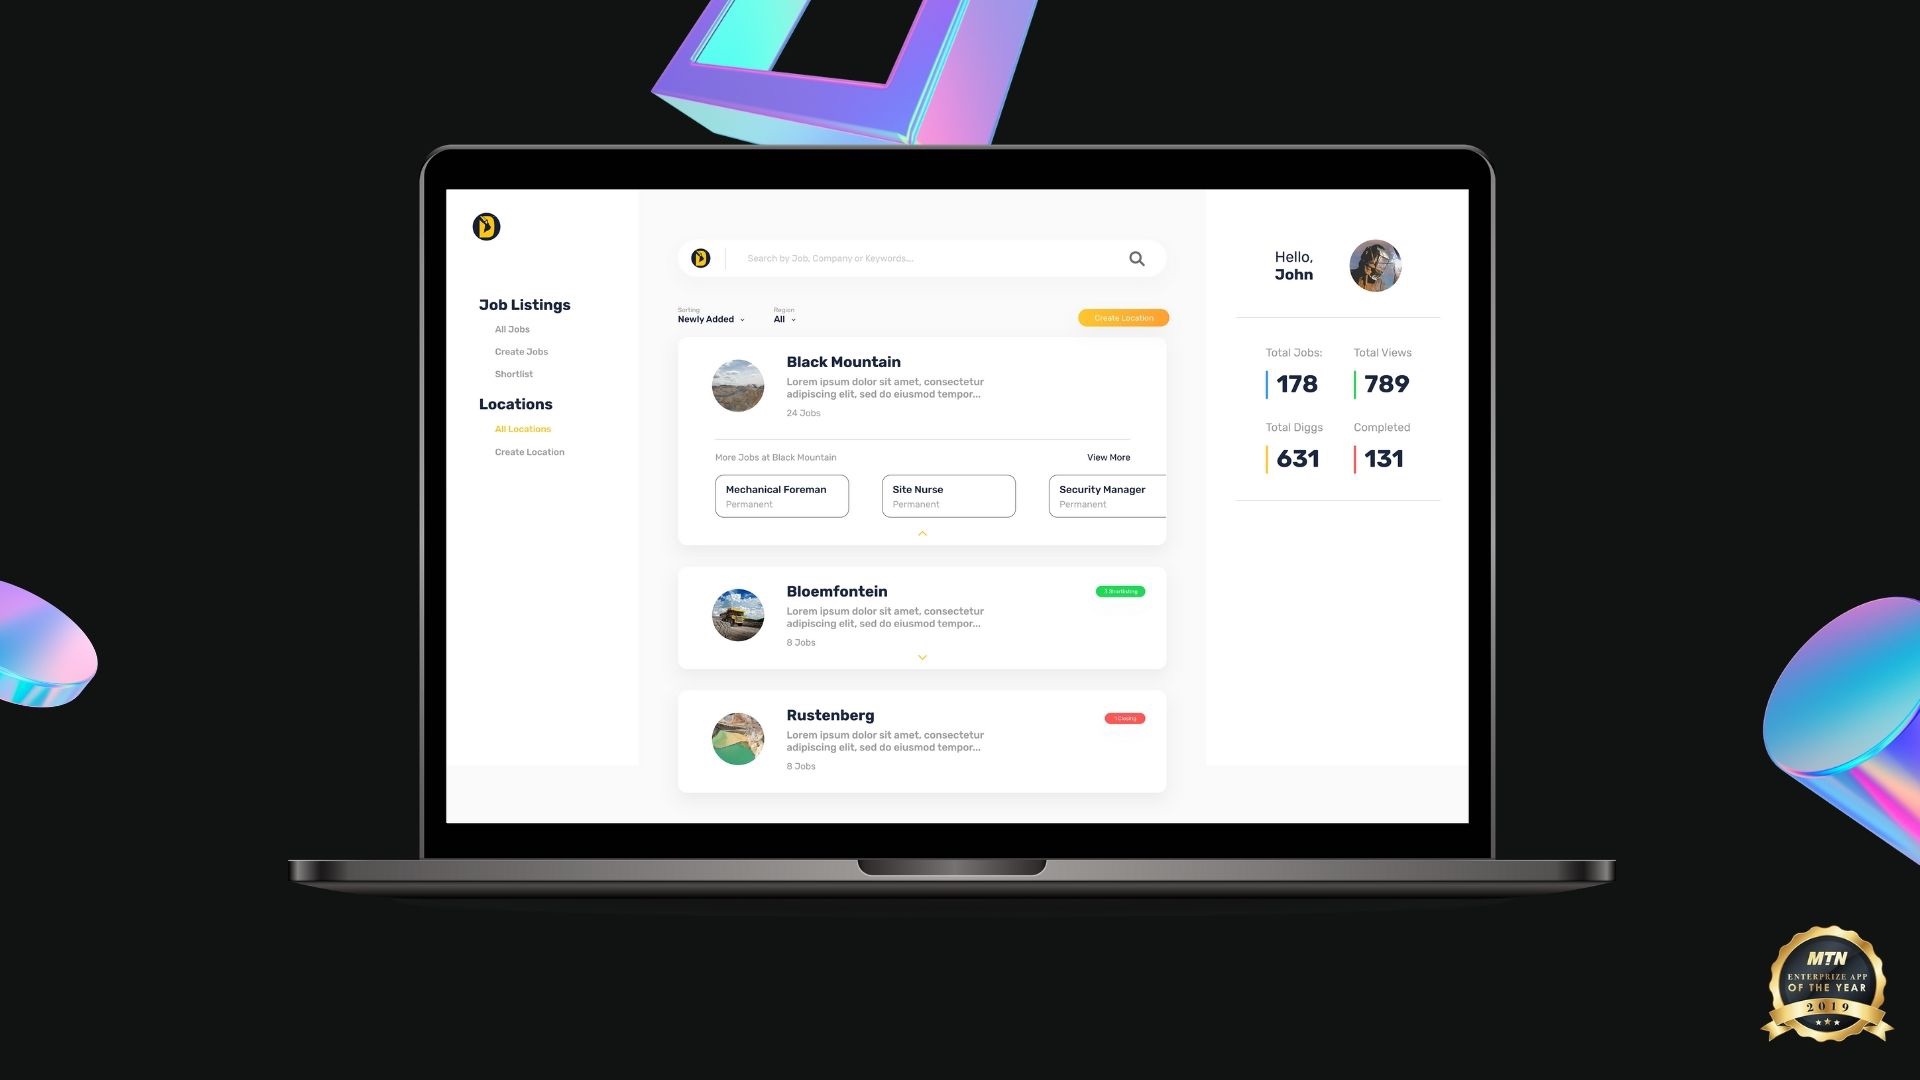 Job Listings
All Jobs
Create Jobs
Shortlist
Locations
All Locations
Create Location
Search by Job, Company or Keywords...
Sorting
Newly Added
Region
All
Create Location
Black Mountain
Lorem ipsum dolor sit amet, consectetur
adipiscing elit, sed do eiusmod tempor...
24 Jobs
More Jobs at Black Mountain
View More
Mechanical Foreman
Permanent
Site Nurse
Permanent
Security Manager
Permanent
Bloemfontein
3 Shortlisting
Lorem ipsum dolor sit amet, consectetur
adipiscing elit, sed do eiusmod tempor...
8 Jobs
Rustenberg
1 Closing
Lorem ipsum dolor sit amet, consectetur
adipiscing elit, sed do eiusmod tempor...
8 Jobs
Hello,
John
Total Jobs:
178
Total Views
789
Total Diggs
631
Completed
131
MTN
ENTERPRIZE APP
OF THE YEAR
2019